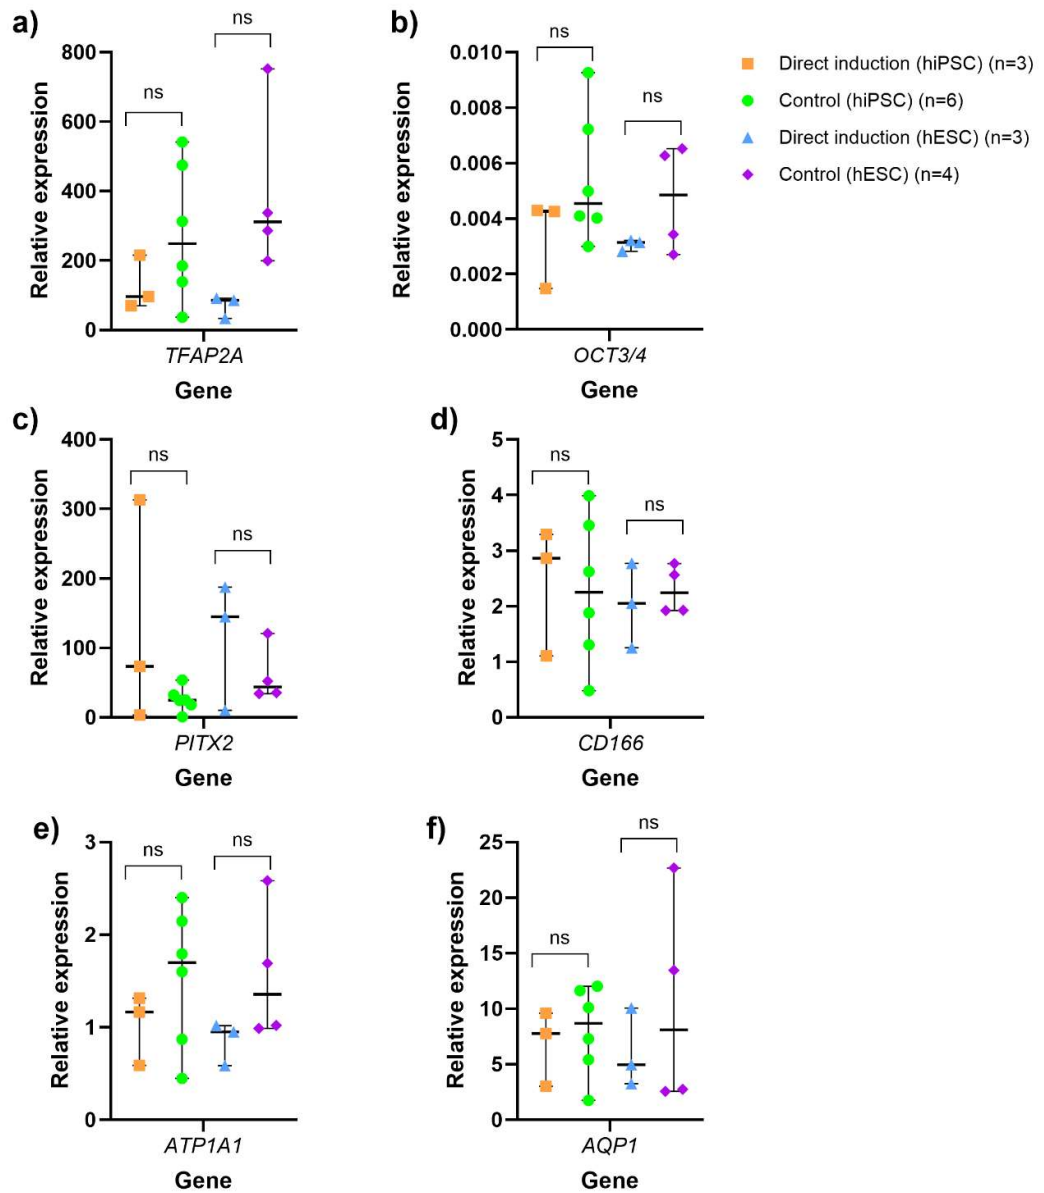 a)
ns
ns
800
600
400
200
0
Relative expression
TFAP2A
Gene
b)
ns
ns
0.010
0.008
0.006
0.004
0.002
0.000
Relative expression
OCT3/4
Gene
Direct induction (hiPSC) (n=3)
Control (hiPSC) (n=6)
Direct induction (hESC) (n=3)
Control (hESC) (n=4)
c)
ns
ns
400
300
200
100
0
Relative expression
PITX2
Gene
d)
ns
ns
5
4
3
2
1
0
Relative expression
CD166
Gene
e)
ns
ns
3
2
1
0
Relative expression
ATP1A1
Gene
f)
ns
ns
25
20
15
10
5
0
Relative expression
AQP1
Gene